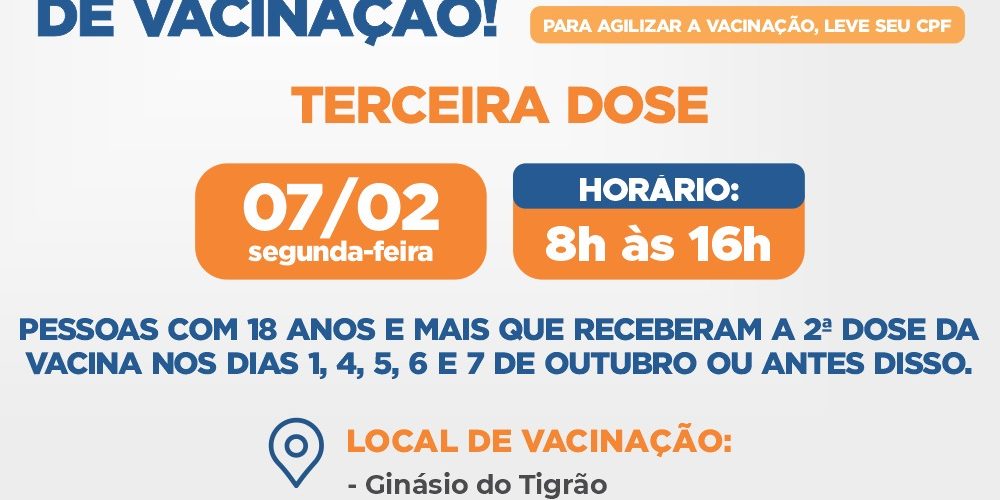 DE VACINAÇÃO!
PARA AGILIZAR A VACINAÇÃO, LEVE SEU CPF
TERCEIRA DOSE
07/02
segunda-feira
HORÁRIO:
8h às 16h
PESSOAS COM 18 ANOS E MAIS QUE RECEBERAM A 2ª DOSE DA
VACINA NOS DIAS 1, 4, 5, 6 E 7 DE OUTUBRO OU ANTES DISSO.
LOCAL DE VACINAÇÃO:
- Ginásio do Tigrão